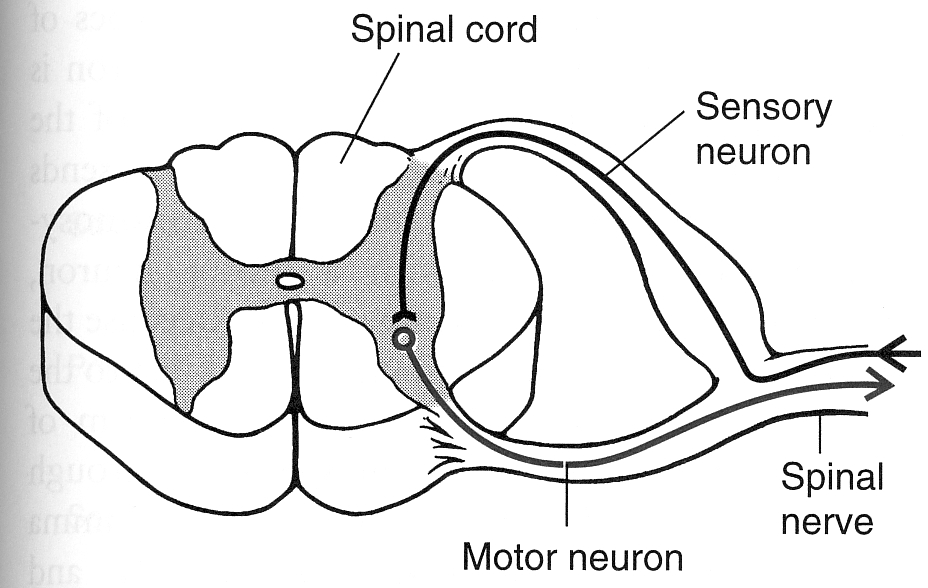 Spinal cord
Sensory
neuron
Spinal
nerve
Motor neuron